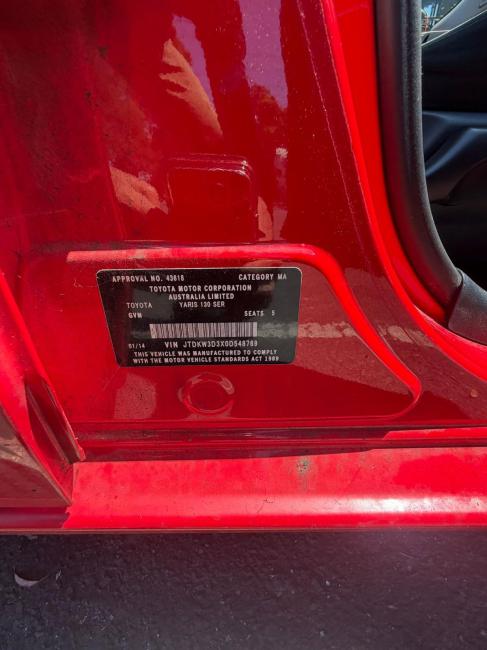 APPROVAL NO. 43618 CATEGORY MA
TOYOTA MOTOR CORPORATION
AUSTRALIA LIMITED
TOYOTA YARIS 130 SER
GVM SEATS 5
01/14 VIN JTDKW3D3X0D548769
THIS VEHICLE WAS MANUFACTURED TO COMPLY
WITH THE MOTOR VEHICLE STANDARDS ACT 1989